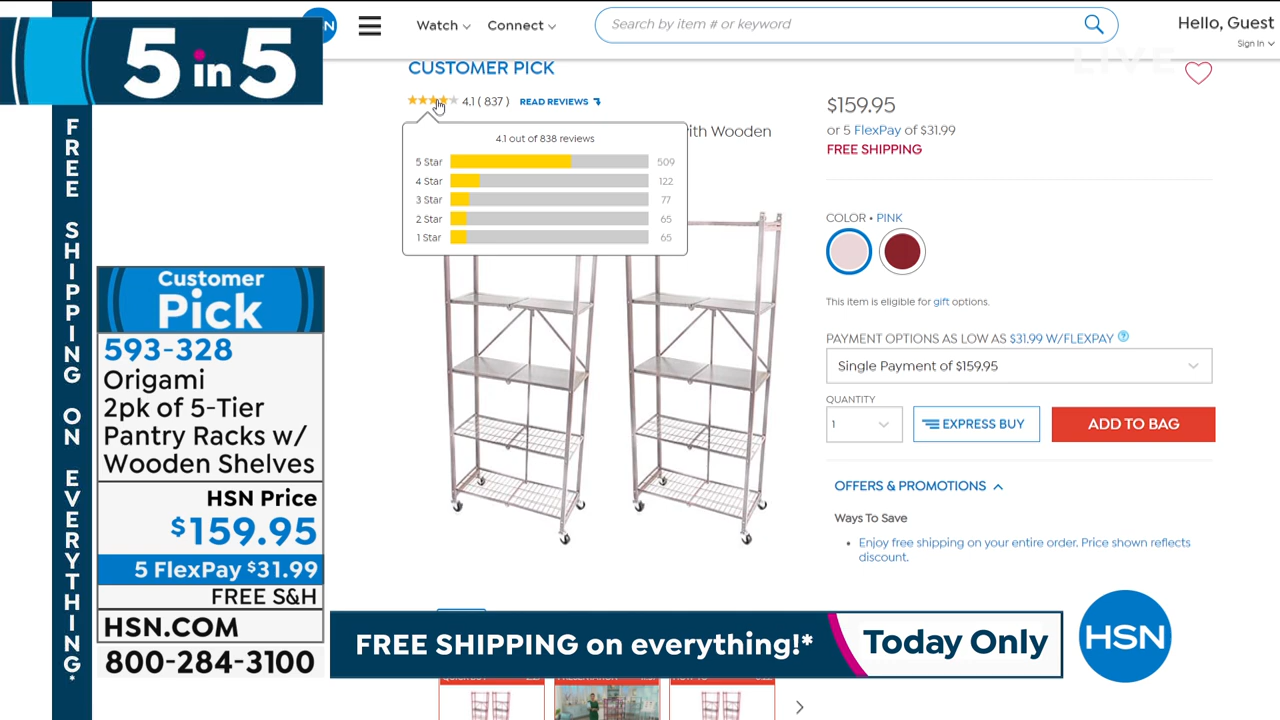 5 in 5
FREE SHIPPING ON EVERYTHING.*
Customer
Pick
593-328
Origami
2pk of 5-Tier
Pantry Racks w/
Wooden Shelves
HSN Price
$159.95
5 FlexPay $31.99
FREE S&H
HSN.COM
800-284-3100
Watch
Connect
Search by item # or keyword
Hello, Guest
Sign In
LIVE
CUSTOMER PICK
4.1 ( 837 ) READ REVIEWS
ith Wooden
4.1 out of 838 reviews
5 Star 509
4 Star 122
3 Star 77
2 Star 65
1 Star 65
$159.95
or 5 FlexPay of $31.99
FREE SHIPPING
COLOR • PINK
This item is eligible for gift options.
PAYMENT OPTIONS AS LOW AS $31.99 W/FLEXPAY ?
Single Payment of $159.95
QUANTITY
1
EXPRESS BUY
ADD TO BAG
OFFERS & PROMOTIONS
Ways To Save
• Enjoy free shipping on your entire order. Price shown reflects
discount.
FREE SHIPPING on everything!*
Today Only
HSN